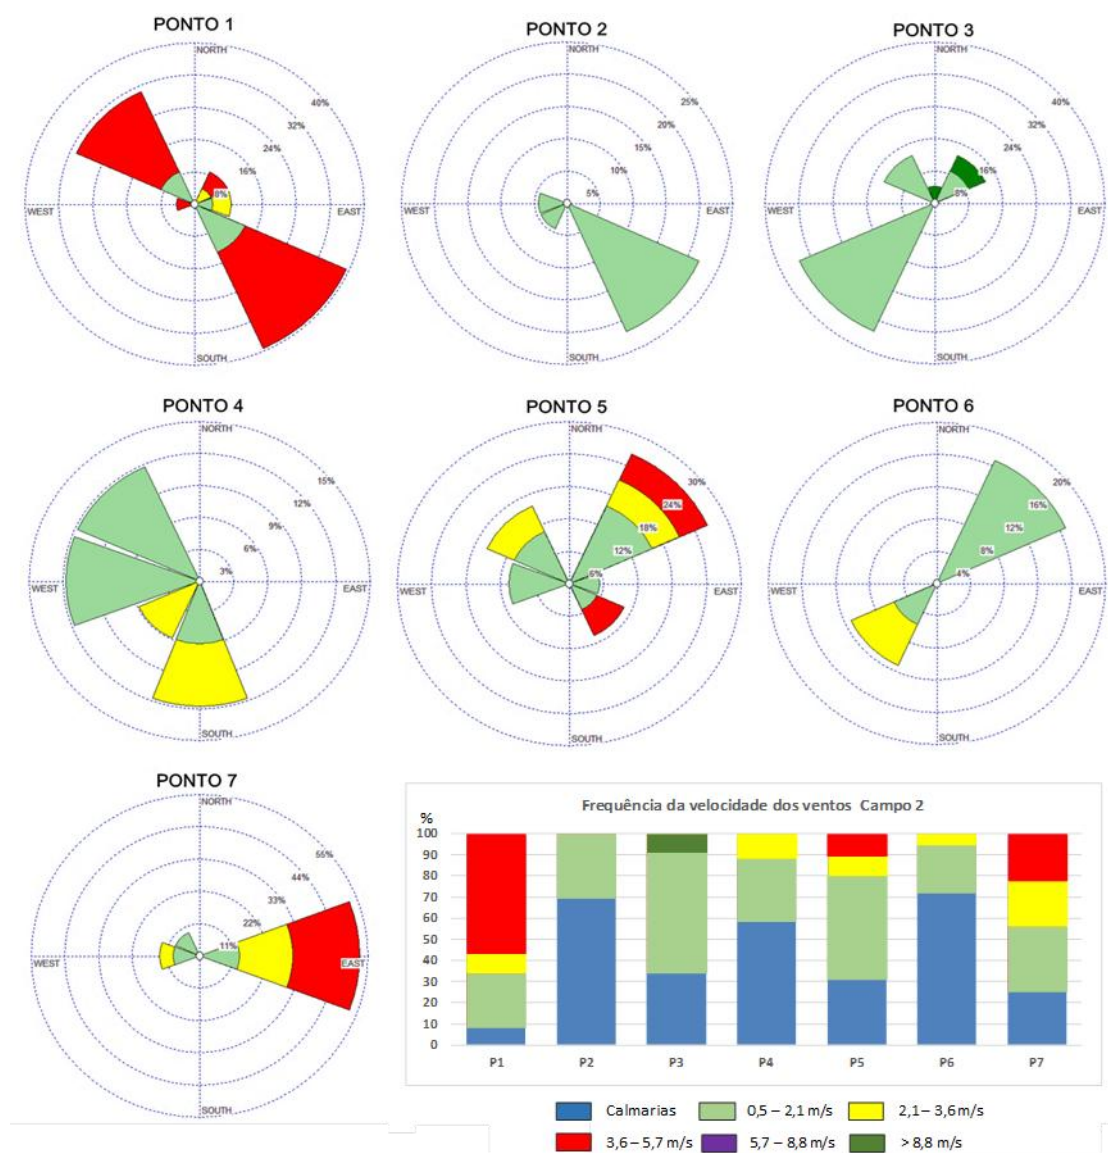 PONTO 1
NORTH
40%
32%
24%
16%
8%
WEST
EAST
SOUTH
PONTO 2
NORTH
25%
20%
15%
10%
5%
WEST
EAST
SOUTH
PONTO 3
NORTH
40%
32%
24%
16%
8%
WEST
EAST
SOUTH
PONTO 4
NORTH
15%
12%
9%
6%
3%
WEST
EAST
SOUTH
PONTO 5
NORTH
30%
24%
18%
12%
6%
WEST
EAST
SOUTH
PONTO 6
NORTH
20%
16%
12%
8%
4%
WEST
EAST
SOUTH
PONTO 7
NORTH
55%
44%
33%
22%
11%
WEST
EAST
SOUTH
Frequência da velocidade dos ventos Campo 2
%
100
90
80
70
60
50
40
30
20
10
0
P1 P2 P3 P4 P5 P6 P7
Calmarias 0,5 – 2,1 m/s 2,1– 3,6 m/s
3,6 – 5,7 m/s 5,7 – 8,8 m/s > 8,8 m/s